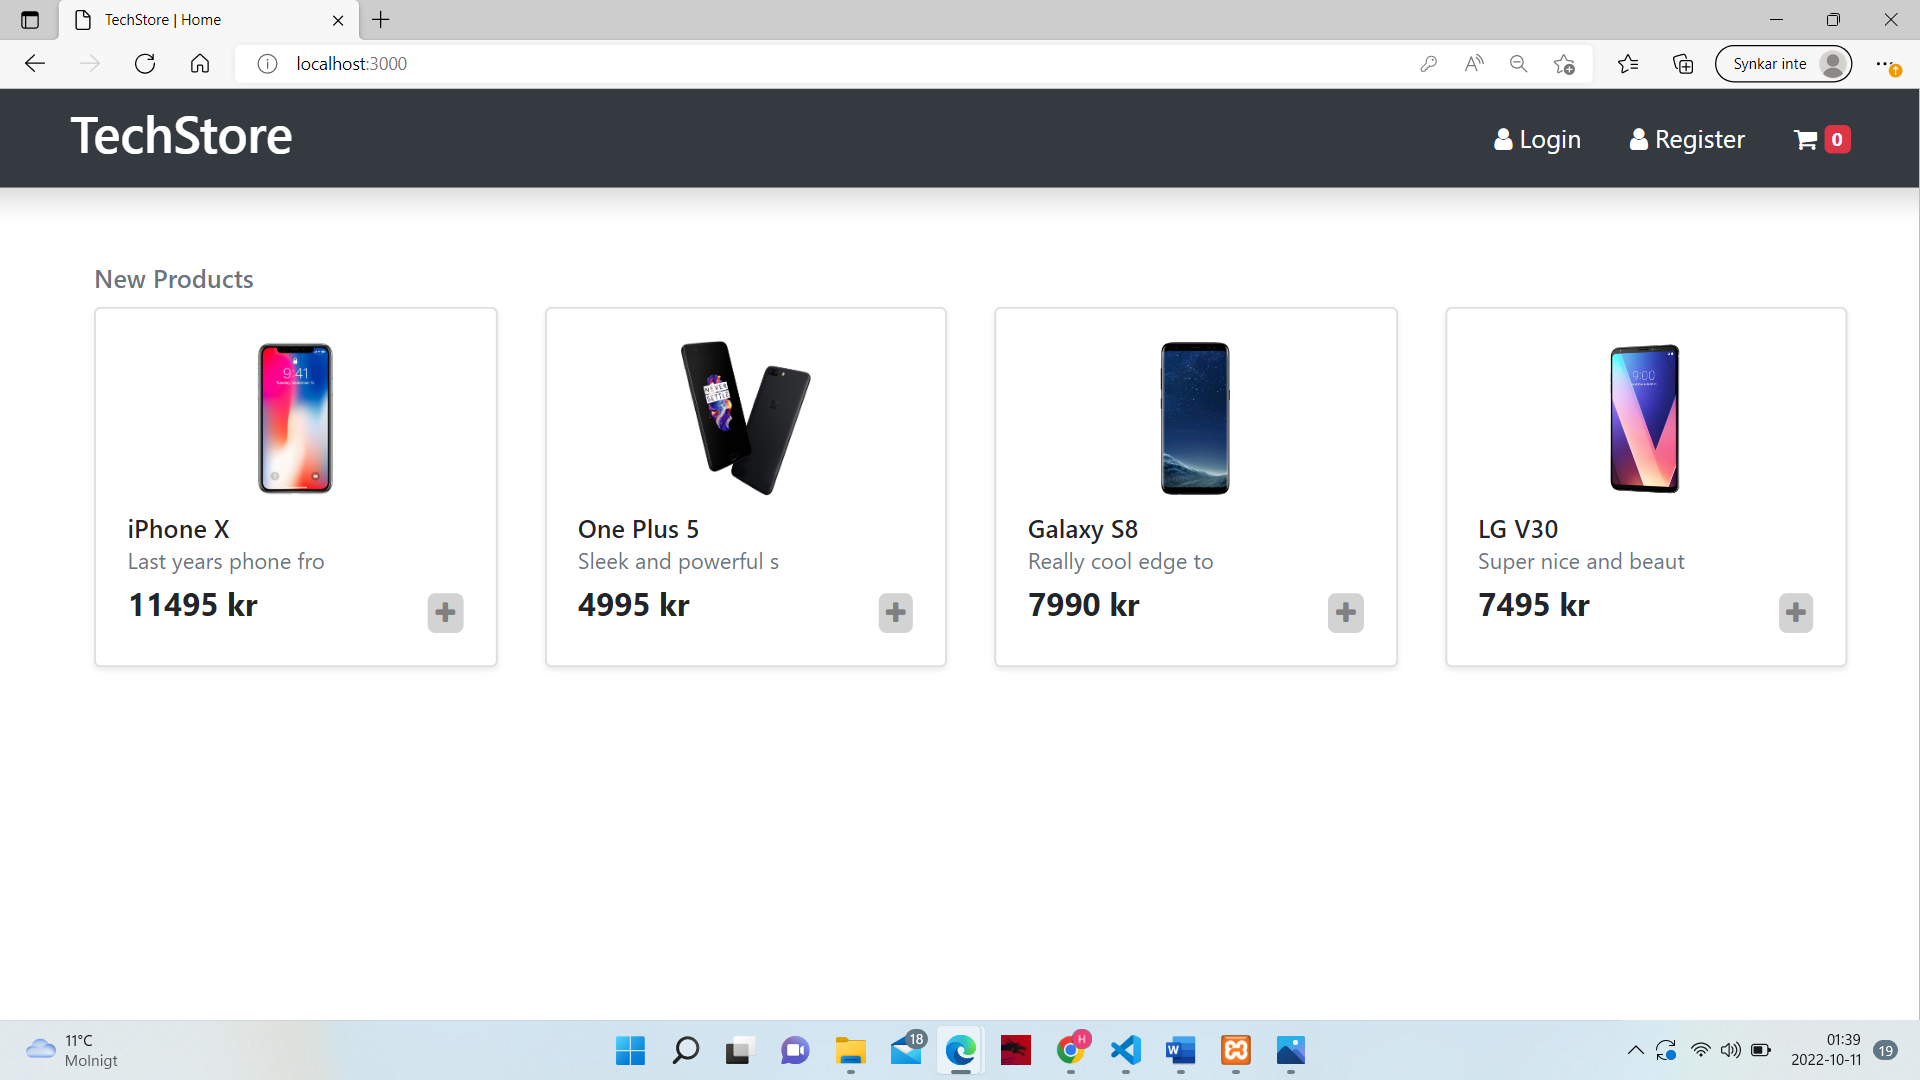 TechStore | Home
localhost:3000
Synkar inte
TechStore
Login
Register
0
New Products
9:41
NEVER
SETTLE
9:00
iPhone X
One Plus 5
Galaxy S8
LG V30
Last years phone fro
Sleek and powerful s
Really cool edge to
Super nice and beaut
11495 kr
4995 kr
7990 kr
7495 kr
11°C
Molnigt
18
H
W
01:39
2022-10-11
19